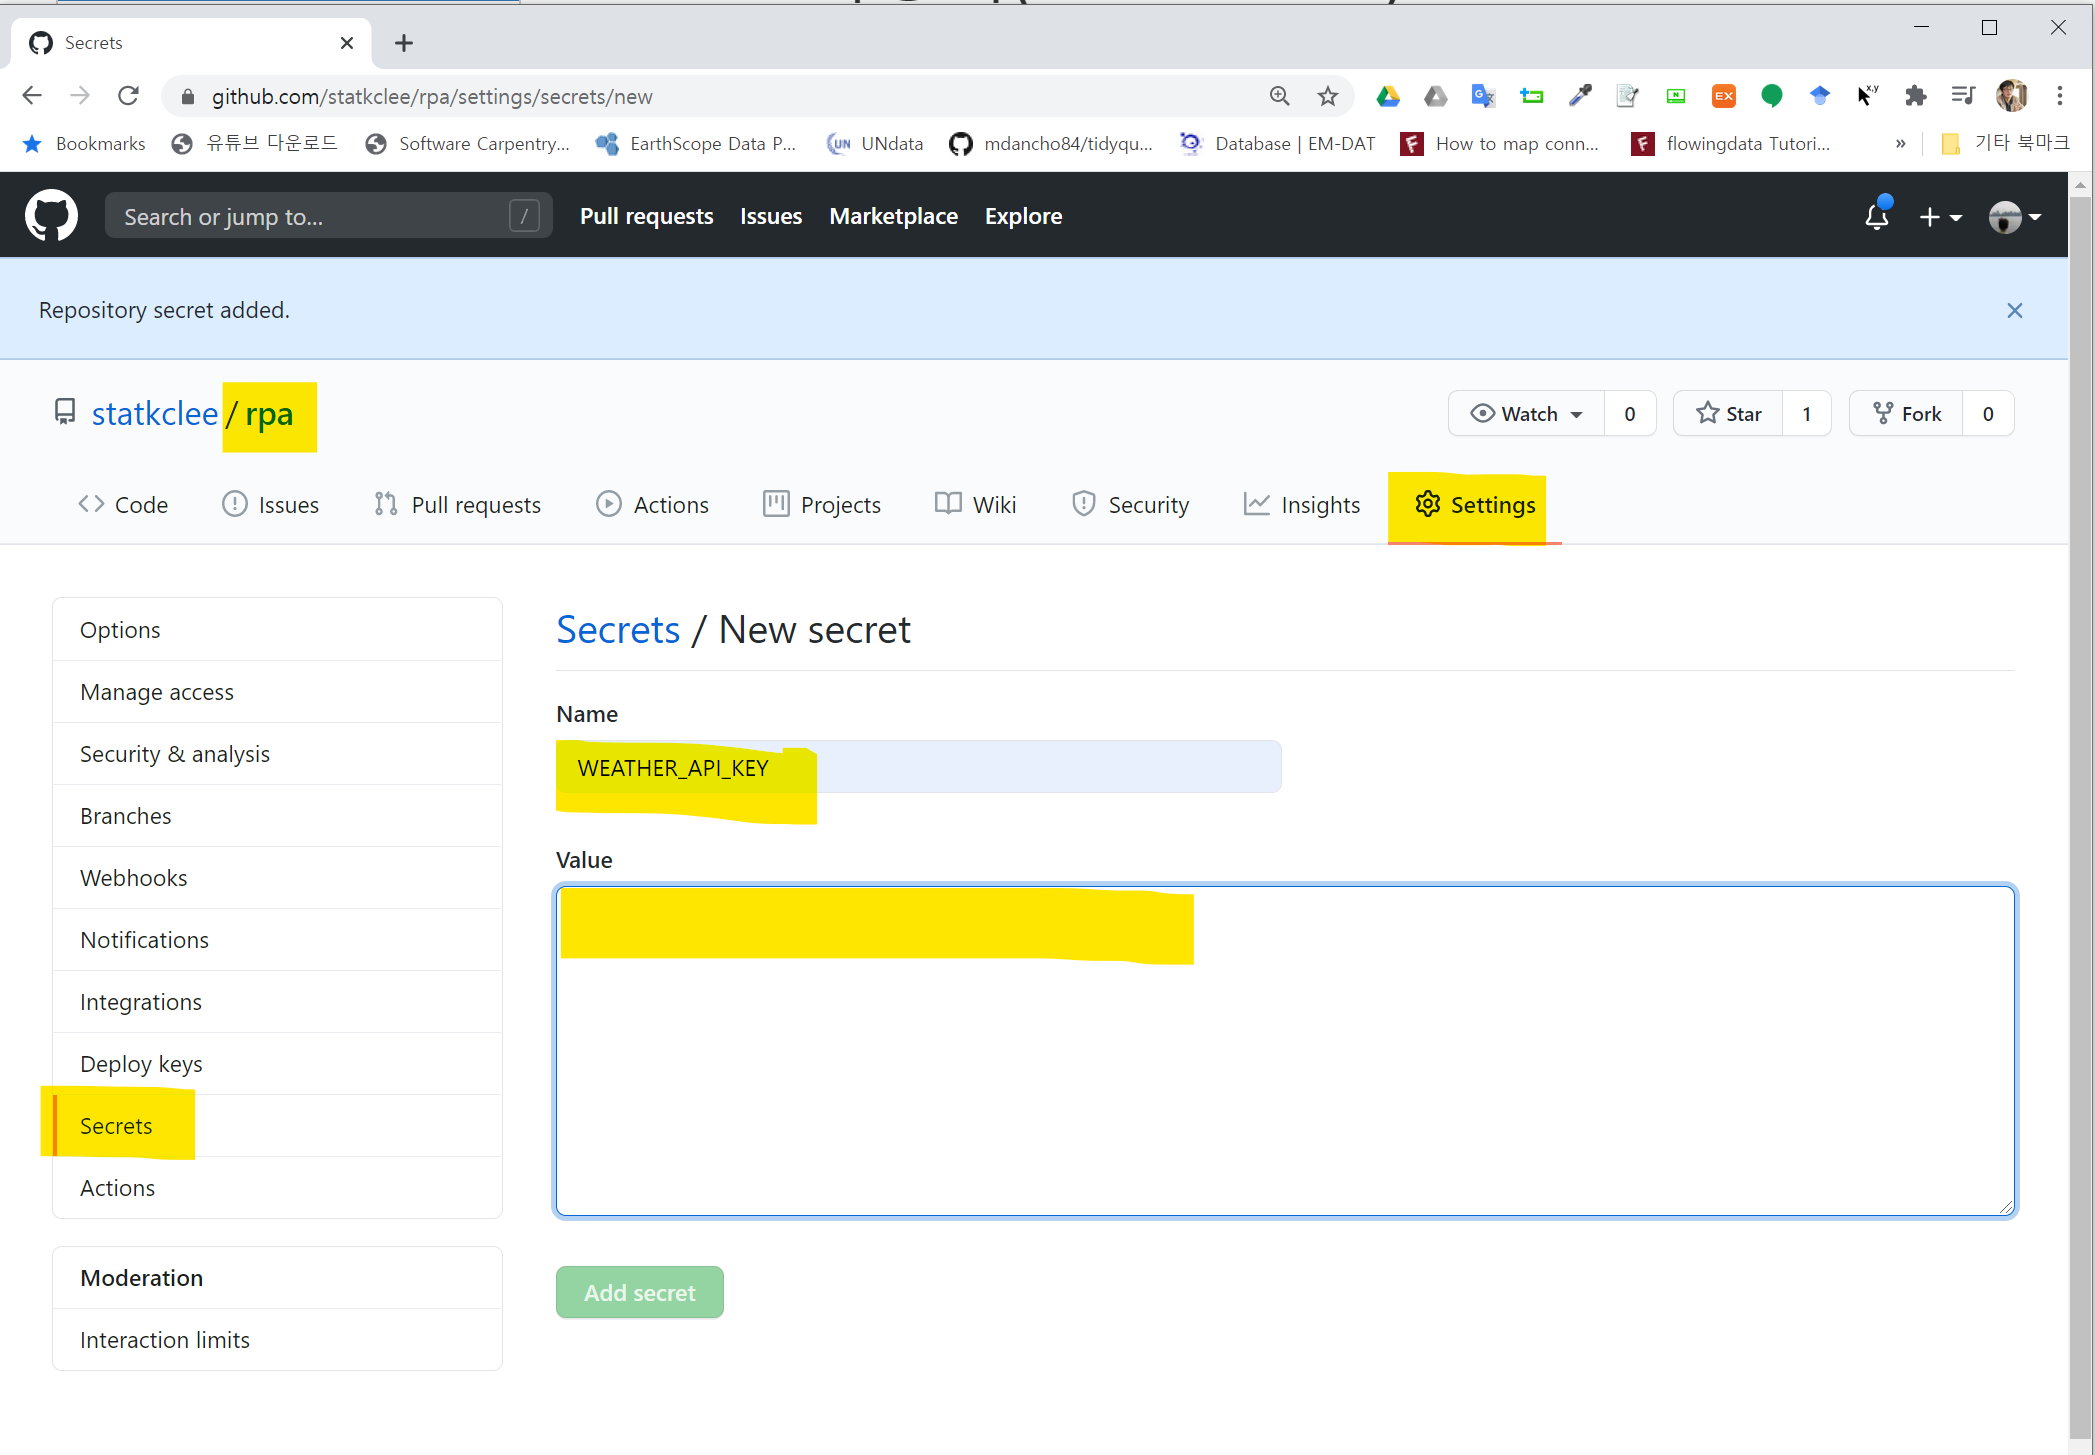 Secrets
github.com/statkclee/rpa/settings/secrets/new
Bookmarks 유튜브 다운로드 Software Carpentry... EarthScope Data P... UNdata mdancho84/tidyqu... Database | EM-DAT How to map conn... flowingdata Tutori... » 기타 북마크
Search or jump to... / Pull requests Issues Marketplace Explore
Repository secret added.
statkclee / rpa Watch 0 Star 1 Fork 0
Code Issues Pull requests Actions Projects Wiki Security Insights Settings
Options
Manage access
Security & analysis
Branches
Webhooks
Notifications
Integrations
Deploy keys
Secrets
Actions
Moderation
Interaction limits
Secrets / New secret
Name
WEATHER_API_KEY
Value
Add secret